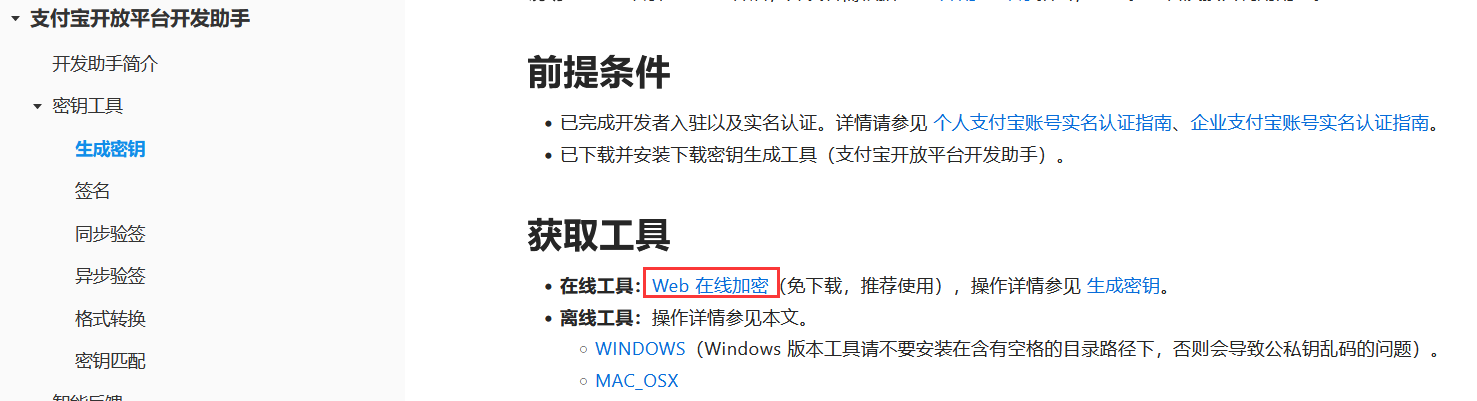 支付宝开放平台开发助手
开发助手简介
密钥工具
生成密钥
签名
同步验签
异步验签
格式转换
密钥匹配
前提条件
已完成开发者入驻以及实名认证。详情请参见 个人支付宝账号实名认证指南、企业支付宝账号实名认证指南。
已下载并安装下载密钥生成工具（支付宝开放平台开发助手）。
获取工具
在线工具：Web 在线加密（免下载，推荐使用），操作详情参见 生成密钥。
离线工具：操作详情参见本文。
WINDOWS（Windows 版本工具请不要安装在含有空格的目录路径下，否则会导致公私钥乱码的问题）。
MAC_OSX